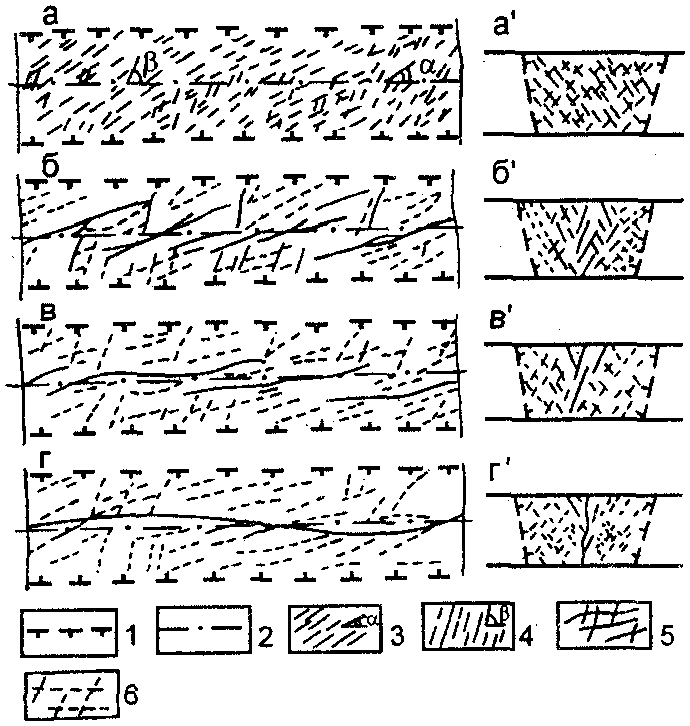 а а'
β α
б б'
в в'
г г'
α 3 β 4
1 2 5
6